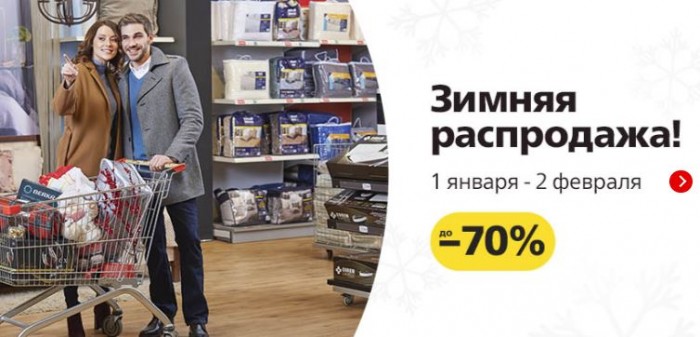 Зимняя
распродажа!
1 января - 2 февраля
до
–70%